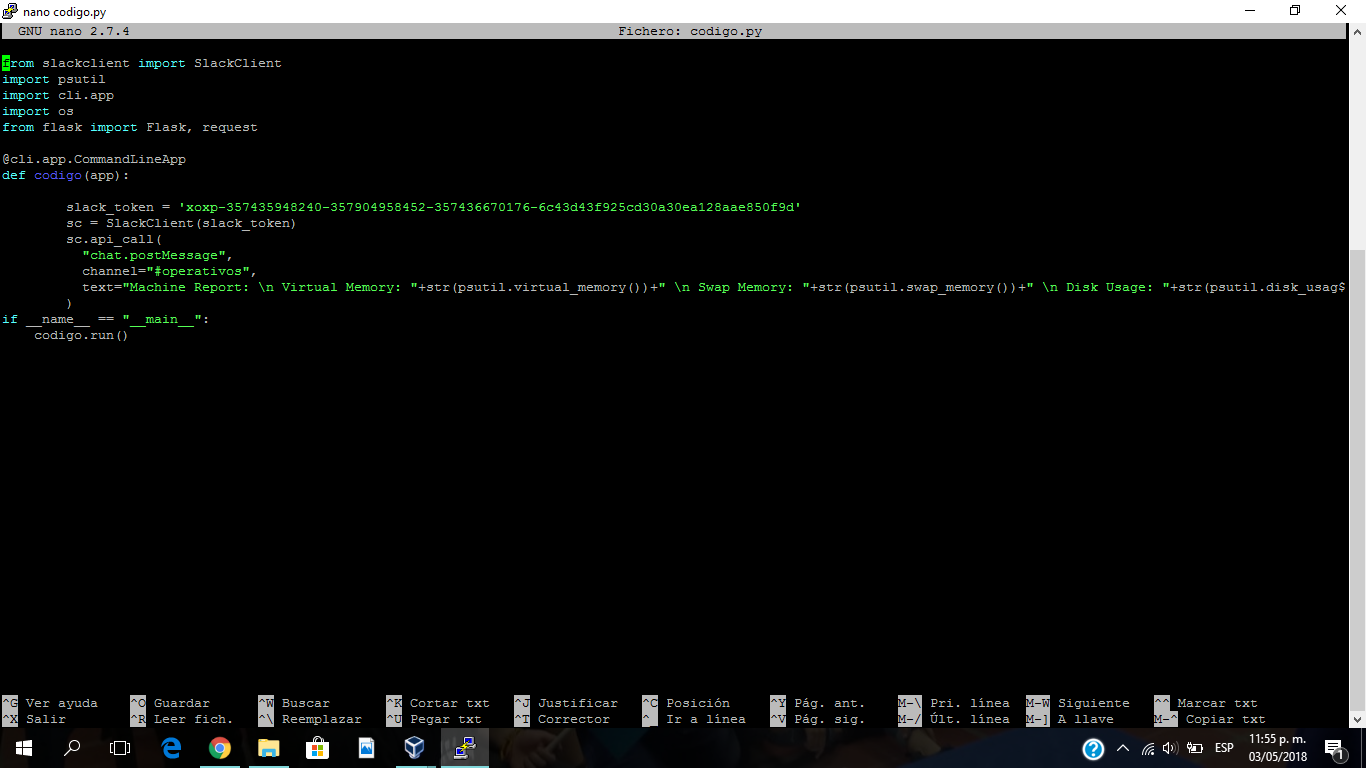 nano codigo.py
GNU nano 2.7.4 Fichero: codigo.py
from slackclient import SlackClient
import psutil
import cli.app
import os
from flask import Flask, request
@cli.app.CommandLineApp
def codigo(app):
slack_token = 'xoxp-357435948240-357904958452-357436670176-6c43d43f925cd30a30ea128aae850f9d'
sc = SlackClient(slack_token)
sc.api_call(
"chat.postMessage",
channel="#operativos",
text="Machine Report: \n Virtual Memory: "+str(psutil.virtual_memory())+" \n Swap Memory: "+str(psutil.swap_memory())+" \n Disk Usage: "+str(psutil.disk_usag$
)
if __name__ == "__main__":
codigo.run()
^G Ver ayuda ^O Guardar ^W Buscar ^K Cortar txt ^J Justificar ^C Posición ^Y Pág. ant. M-\ Pri. línea M-W Siguiente ^^ Marcar txt
^X Salir ^R Leer fich. ^\ Reemplazar ^U Pegar txt ^T Corrector ^_ Ir a línea ^V Pág. sig. M-/ Últ. línea M-] A llave M-^ Copiar txt
ESP
11:55 p. m.
03/05/2018
1